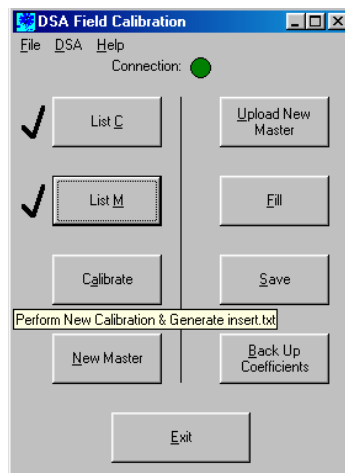 DSA Field Calibration
File DSA Help
Connection:
List C
Upload New
Master
List M
Fill
Calibrate
Save
Perform New Calibration & Generate insert.txt
New Master
Back Up
Coefficients
Exit